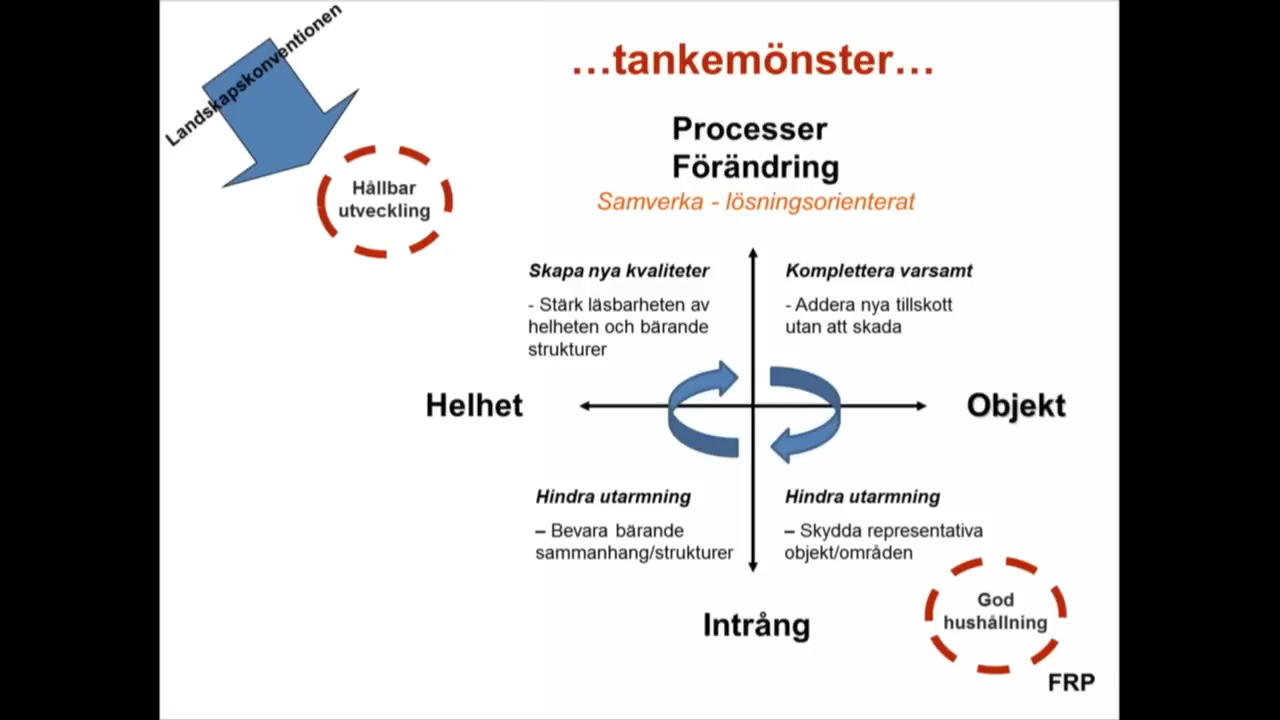 Landskapskonventionen
…tankemönster…
Processer
Förändring
Samverka - lösningsorienterat
Hållbar
utveckling
Skapa nya kvaliteter
- Stärk läsbarheten av
helheten och bärande
strukturer
Komplettera varsamt
- Addera nya tillskott
utan att skada
Helhet
Objekt
Hindra utarmning
– Bevara bärande
sammanhang/strukturer
Hindra utarmning
– Skydda representativa
objekt/områden
Intrång
God
hushållning
FRP